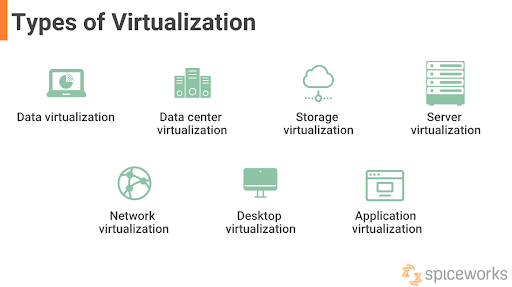 Types of Virtualization
Data virtualization
Data center
virtualization
Storage
virtualization
Server
virtualization
Network
virtualization
Desktop
virtualization
Application
virtualization
spiceworks